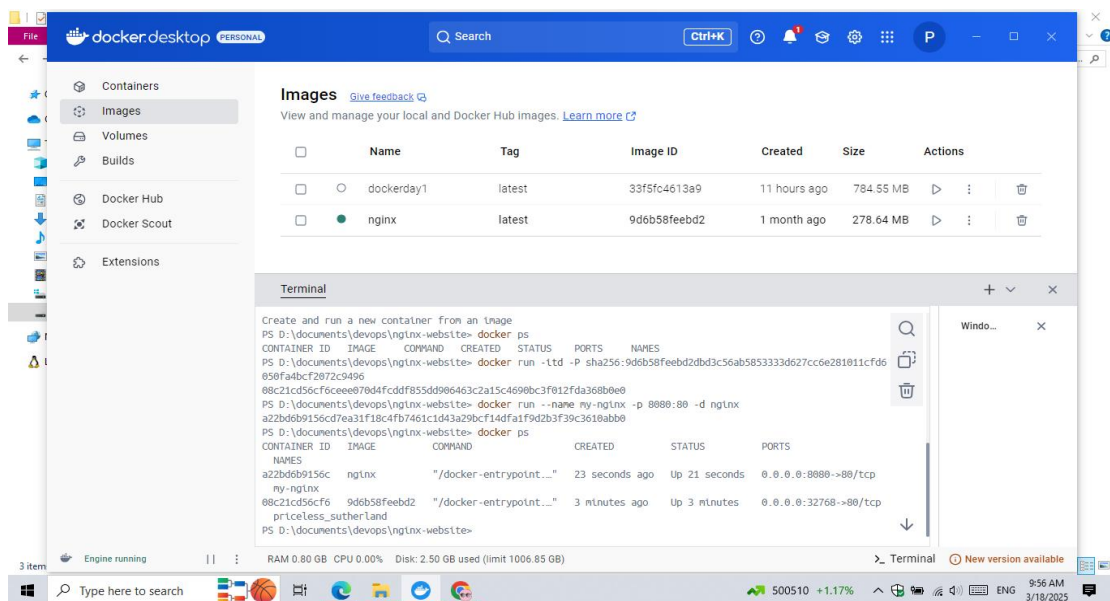 File
docker.desktop PERSONAL
Search
Ctrl+K
P
Containers
Images
Volumes
Builds
Docker Hub
Docker Scout
Extensions
Images Give feedback
View and manage your local and Docker Hub images. Learn more
Name Tag Image ID Created Size Actions
dockerday1 latest 33f5fc4613a9 11 hours ago 784.55 MB
nginx latest 9d6b58feebd2 1 month ago 278.64 MB
Terminal
Windo...
Create and run a new container from an image
PS D:\documents\devops\nginx-website> docker ps
CONTAINER ID IMAGE COMMAND CREATED STATUS PORTS NAMES
PS D:\documents\devops\nginx-website> docker run -itd -P sha256:9d6b58feebd2dbd3c56ab5853333d627cc6e281011cfd6
050fa4bcf2072c9496
08c21cd56cf6ceee070d4fcddf855dd906463c2a15c4690bc3f012fda368b0e0
PS D:\documents\devops\nginx-website> docker run --name my-nginx -p 8080:80 -d nginx
a22bd6b9156cd7ea31f18c4fb7461c1d43a29bcf14dfa1f9d2b3f39c3610abb0
PS D:\documents\devops\nginx-website> docker ps
CONTAINER ID IMAGE COMMAND CREATED STATUS PORTS
NAMES
a22bd6b9156c nginx "/docker-entrypoint.…" 23 seconds ago Up 21 seconds 0.0.0.0:8080->80/tcp
my-nginx
08c21cd56cf6 9d6b58feebd2 "/docker-entrypoint.…" 3 minutes ago Up 3 minutes 0.0.0.0:32768->80/tcp
priceless_sutherland
PS D:\documents\devops\nginx-website>
3 item
Engine running
RAM 0.80 GB CPU 0.00% Disk: 2.50 GB used (limit 1006.85 GB)
>_ Terminal
New version available
Type here to search
500510 +1.17%
ENG
9:56 AM
3/18/2025